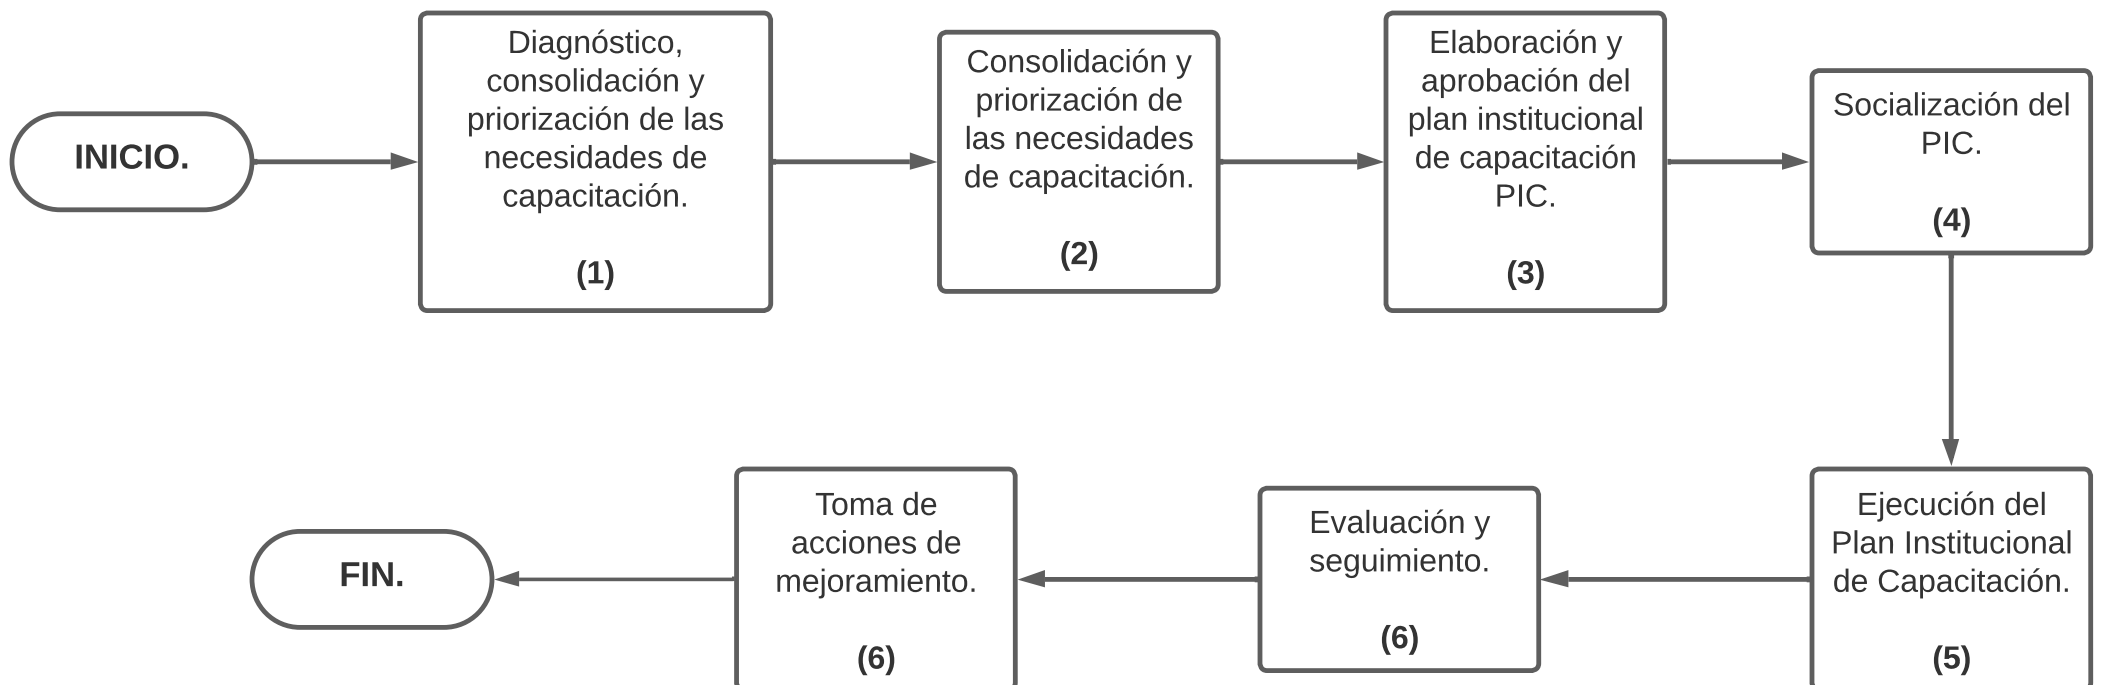 INICIO.
Diagnóstico,
consolidación y
priorización de las
necesidades de
capacitación.
(1)
Consolidación y
priorización de
las necesidades
de capacitación.
(2)
Elaboración y
aprobación del
plan institucional
de capacitación
PIC.
(3)
Socialización del
PIC.
(4)
Ejecución del
Plan Institucional
de Capacitación.
(5)
Evaluación y
seguimiento.
(6)
Toma de
acciones de
mejoramiento.
(6)
FIN.